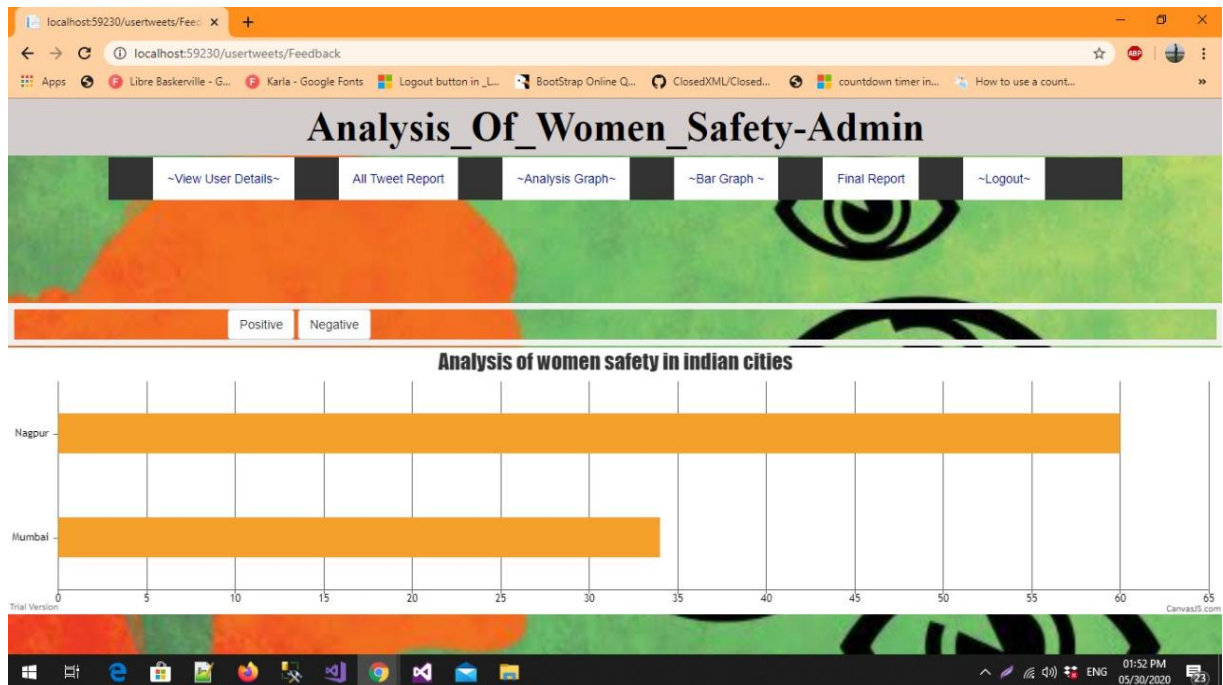 localhost:59230/usertweets/Feed
localhost:59230/usertweets/Feedback
ABP
Apps
Libre Baskerville - G...
Karla - Google Fonts
Logout button in _L...
BootStrap Online Q...
ClosedXML/Closed...
countdown timer in...
How to use a count...
Analysis_Of_Women_Safety-Admin
~View User Details~
All Tweet Report
~Analysis Graph~
~Bar Graph ~
Final Report
~Logout~
Positive
Negative
Analysis of women safety in indian cities
Nagpur
Mumbai
0 5 10 15 20 25 30 35 40 45 50 55 60 65
Trial Version
CanvasJS.com
ENG
01:52 PM
05/30/2020
23